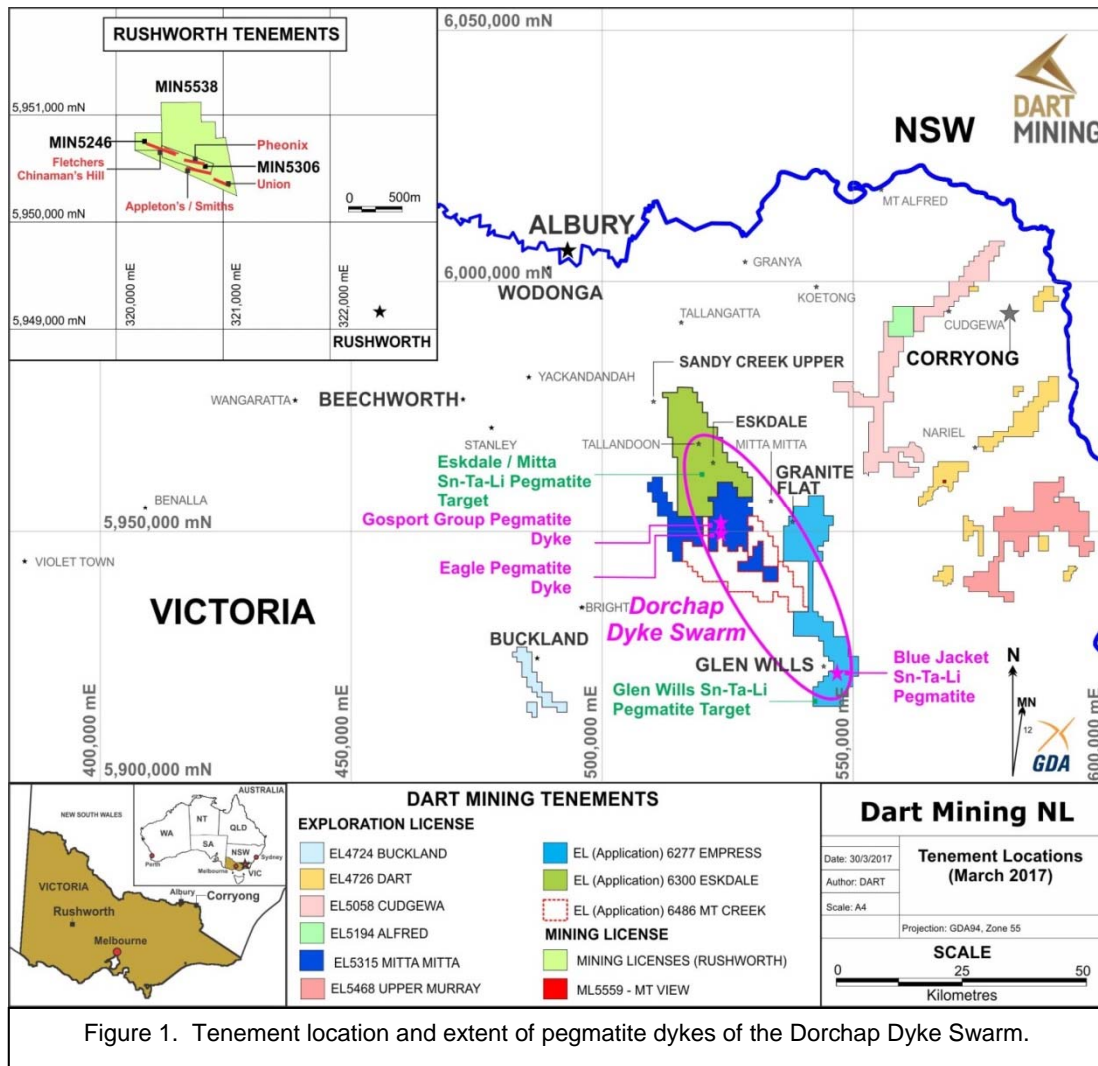 RUSHWORTH TENEMENTS
MIN5538
5,951,000 mN
MIN5246
Pheonix
Fletchers
Chinaman's Hill
MIN5306
Union
Appleton's / Smiths
0 500m
5,950,000 mN
5,949,000 mN
320,000 mE
321,000 mE
322,000 mE
RUSHWORTH
6,050,000 mN
DART
MINING
NSW
MT ALFRED
ALBURY
GRANYA
6,000,000 mN
WODONGA
KOETONG
TALLANGATTA
CUDGEWA
CORRYONG
SANDY CREEK UPPER
YACKANDANDAH
WANGARATTA
BEECHWORTH
ESKDALE
STANLEY
TALLANDOON
MITTA MITTA
NARIEL
Eskdale / Mitta
Sn-Ta-Li Pegmatite
Target
GRANITE
FLAT
BENALLA
Gosport Group Pegmatite
Dyke
5,950,000 mN
VIOLET TOWN
Eagle Pegmatite
Dyke
VICTORIA
BRIGHT
Dorchap
Dyke Swarm
BUCKLAND
GLEN WILLS
Blue Jacket
Sn-Ta-Li
Pegmatite
Glen Wills Sn-Ta-Li
Pegmatite Target
N
MN
12
GDA
400,000 mE
450,000 mE
500,000 mE
550,000 mE
600,000 mE
5,900,000 mN
NEW SOUTH WALES
AUSTRALIA
WA
NT
QLD
SA
NSW
Perth
Sydney
Melbourne
VIC
VICTORIA
Albury
Corryong
Rushworth
Melbourne
DART MINING TENEMENTS
EXPLORATION LICENSE
EL4724 BUCKLAND
EL4726 DART
EL5058 CUDGEWA
EL5194 ALFRED
EL5315 MITTA MITTA
EL5468 UPPER MURRAY
EL (Application) 6277 EMPRESS
EL (Application) 6300 ESKDALE
EL (Application) 6486 MT CREEK
MINING LICENSE
MINING LICENSES (RUSHWORTH)
ML5559 - MT VIEW
Dart Mining NL
Date: 30/3/2017
Author: DART
Scale: A4
Tenement Locations
(March 2017)
Projection: GDA94, Zone 55
SCALE
0 25 50
Kilometres
Figure 1. Tenement location and extent of pegmatite dykes of the Dorchap Dyke Swarm.